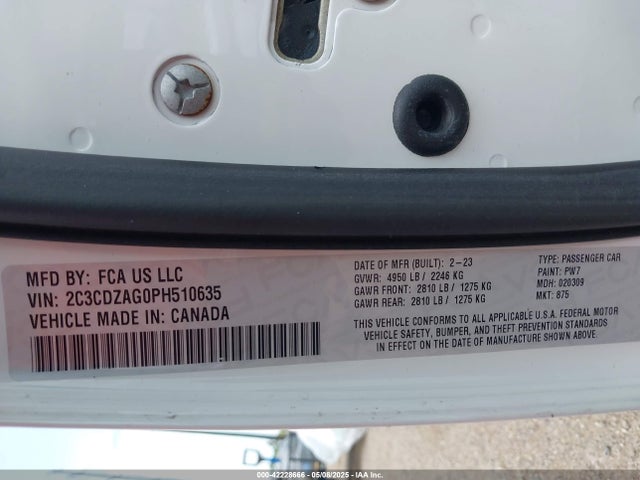 MFD BY: FCA US LLC
VIN: 2C3CDZAG0PH510635
VEHICLE MADE IN: CANADA
DATE OF MFR (BUILT): 2-23
GVWR: 4950 LB / 2246 KG
GAWR FRONT: 2810 LB / 1275 KG
GAWR REAR: 2810 LB / 1275 KG
TYPE: PASSENGER CAR
PAINT: PW7
MDH: 020309
MKT: 875
THIS VEHICLE CONFORMS TO ALL APPLICABLE U.S.A. FEDERAL MOTOR
VEHICLE SAFETY, BUMPER, AND THEFT PREVENTION STANDARDS
IN EFFECT ON THE DATE OF MANUFACTURE SHOWN ABOVE.
000-42228666 - 05/08/2025 - IAA Inc.